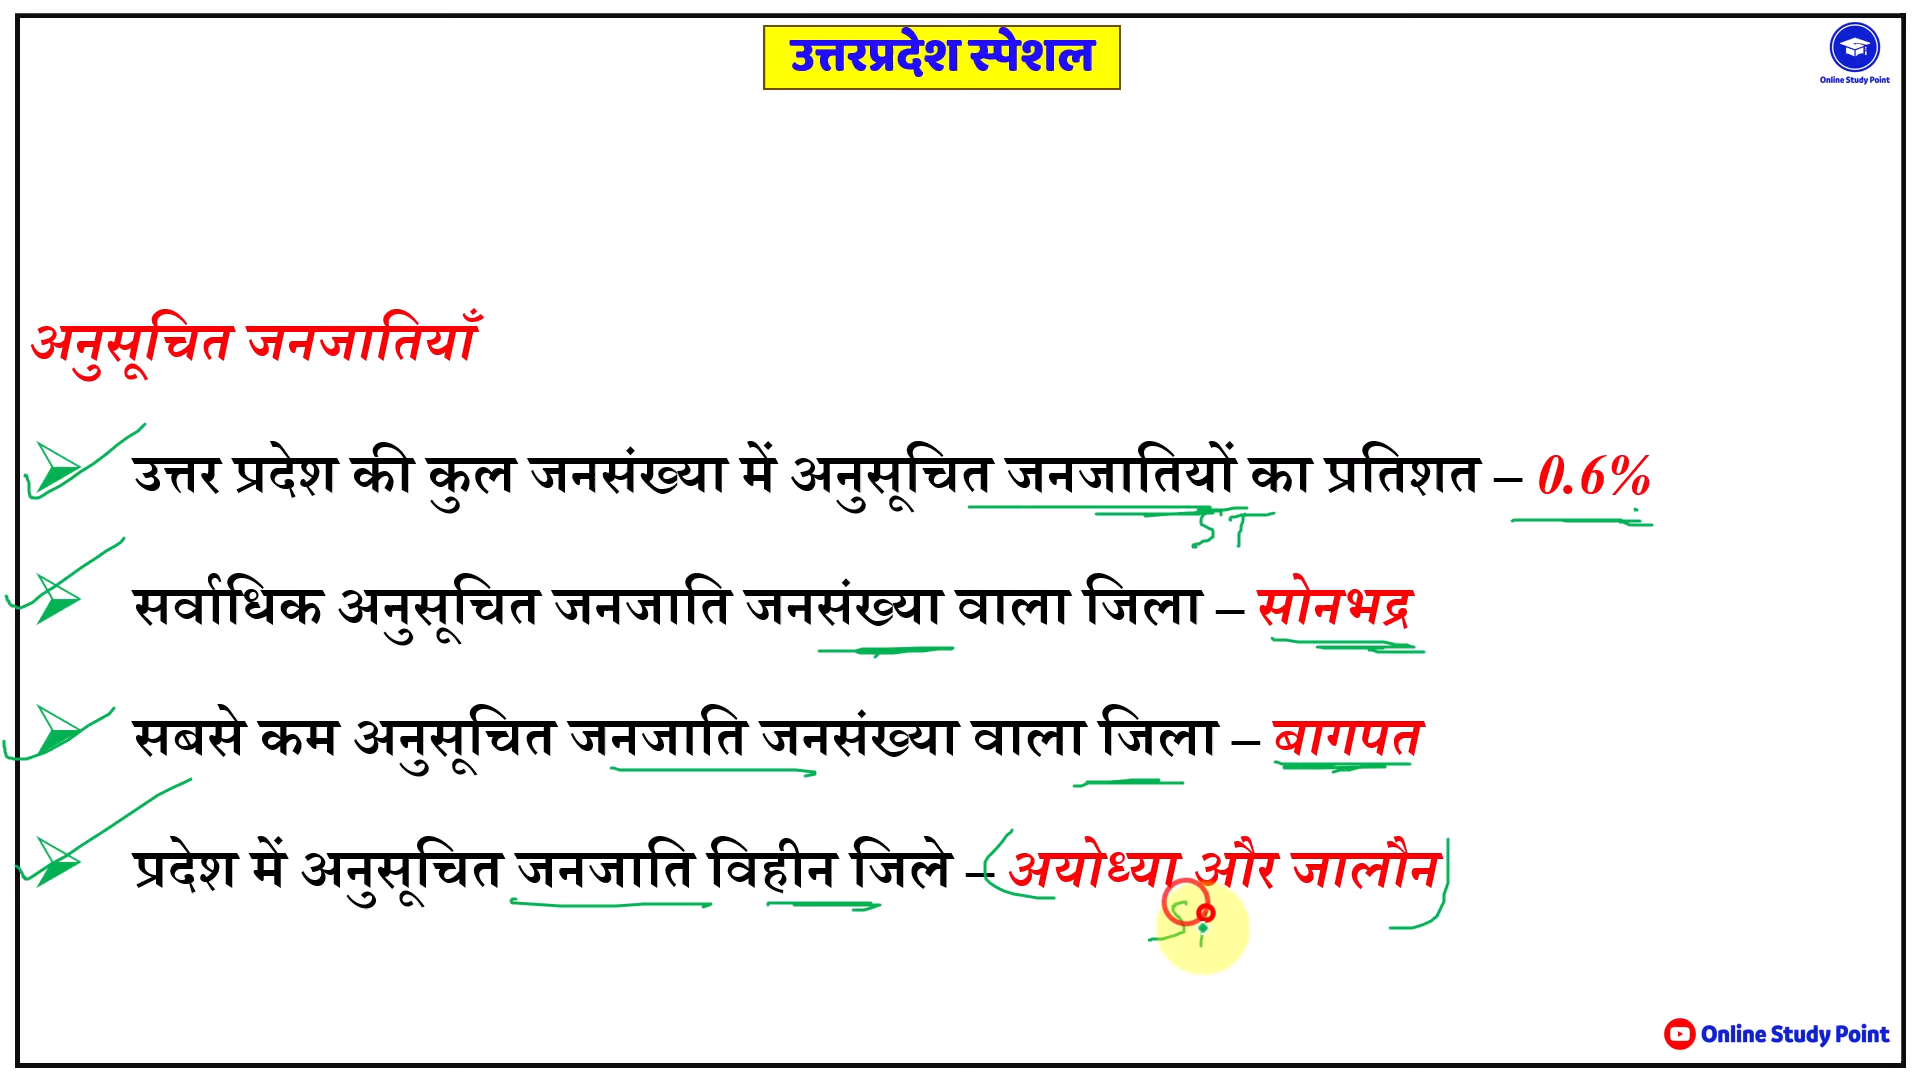 उत्तरप्रदेश स्पेशल
Online Study Point
अनुसूचित जनजातियाँ
उत्तर प्रदेश की कुल जनसंख्या में अनुसूचित जनजातियों का प्रतिशत – 0.6%
ST
सर्वाधिक अनुसूचित जनजाति जनसंख्या वाला जिला – सोनभद्र
सबसे कम अनुसूचित जनजाति जनसंख्या वाला जिला – बागपत
प्रदेश में अनुसूचित जनजाति विहीन जिले – अयोध्या और जालौन
Online Study Point